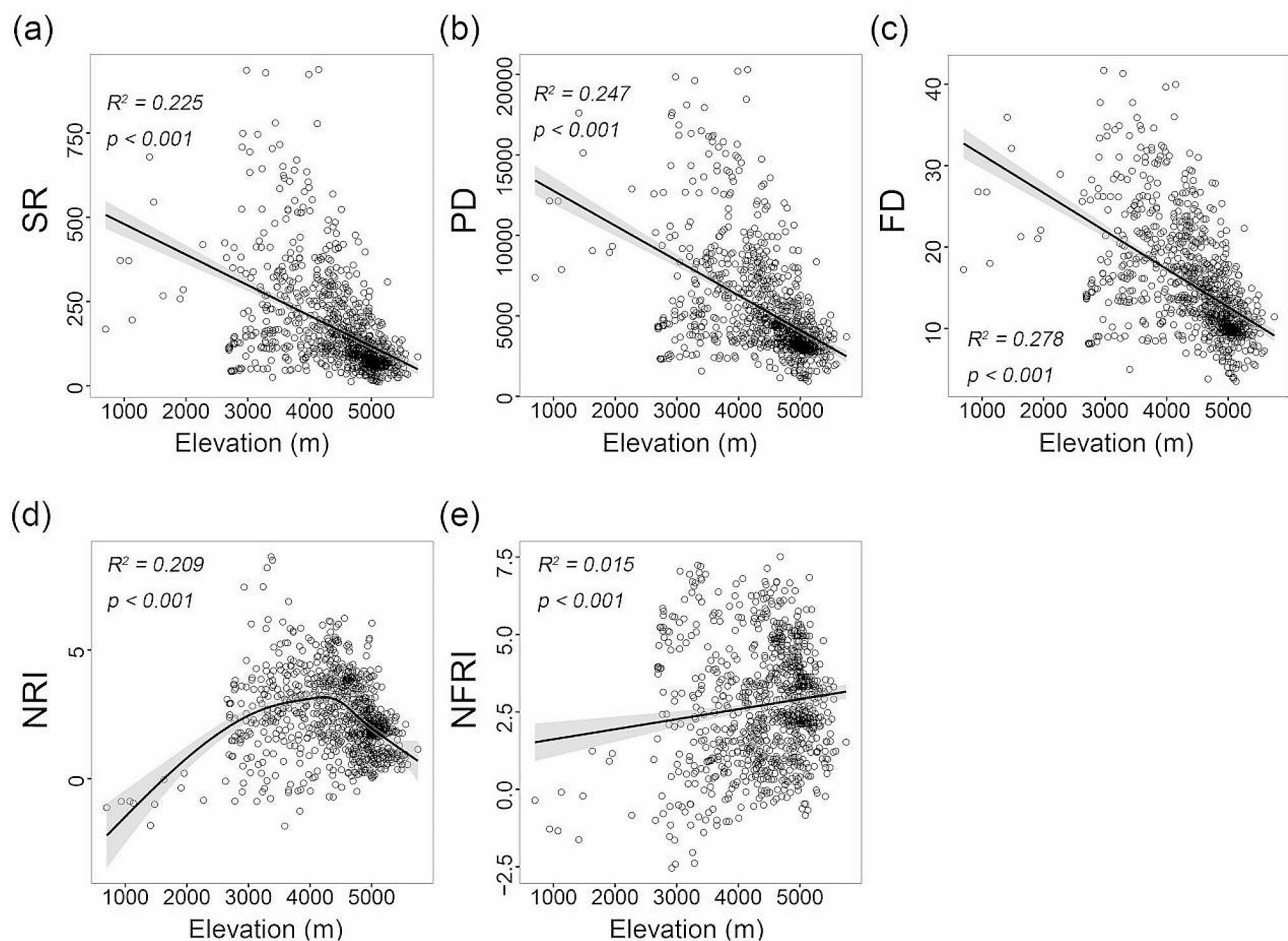 (a)
R² = 0.225
p < 0.001
SR
0
250
500
750
1000 2000 3000 4000 5000
Elevation (m)
(b)
R² = 0.247
p < 0.001
PD
0
5000
10000
15000
20000
1000 2000 3000 4000 5000
Elevation (m)
(c)
R² = 0.278
p < 0.001
FD
10
20
30
40
1000 2000 3000 4000 5000
Elevation (m)
(d)
R² = 0.209
p < 0.001
NRI
0
5
1000 2000 3000 4000 5000
Elevation (m)
(e)
R² = 0.015
p < 0.001
NFRI
−2.5
0.0
2.5
5.0
7.5
1000 2000 3000 4000 5000
Elevation (m)